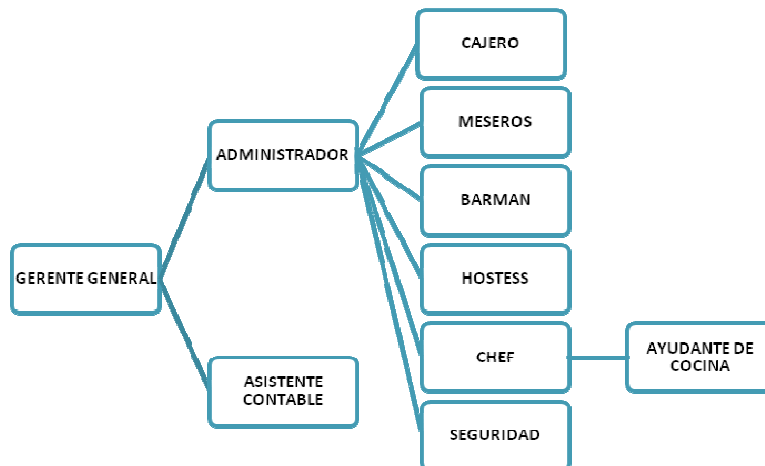 CAJERO
MESEROS
ADMINISTRADOR
BARMAN
GERENTE GENERAL
HOSTESS
CHEF
AYUDANTE DE
COCINA
ASISTENTE
CONTABLE
SEGURIDAD